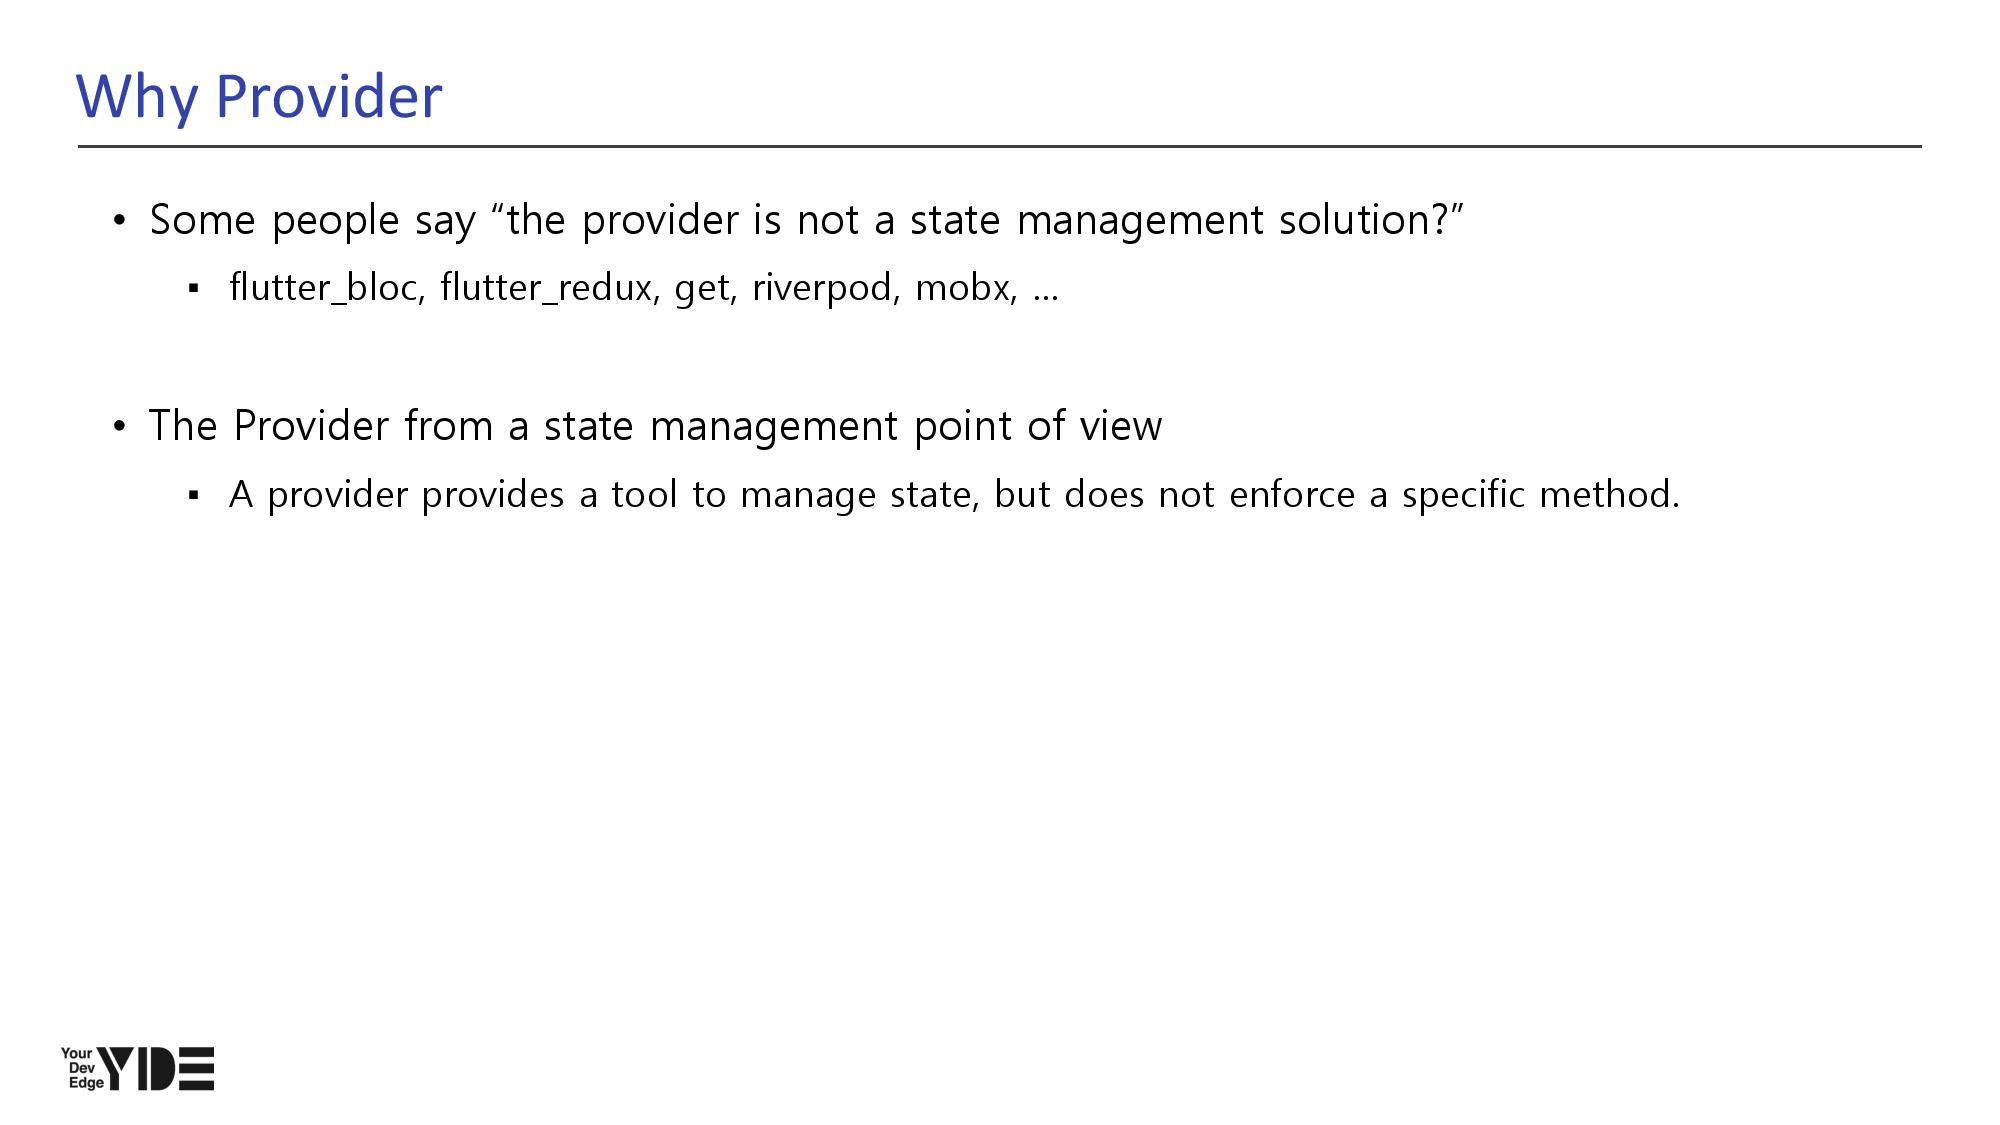 Why Provider
• Some people say “the provider is not a state management solution?”
▪ flutter_bloc, flutter_redux, get, riverpod, mobx, …
• The Provider from a state management point of view
▪ A provider provides a tool to manage state, but does not enforce a specific method.
Your
Dev
Edge
YDE